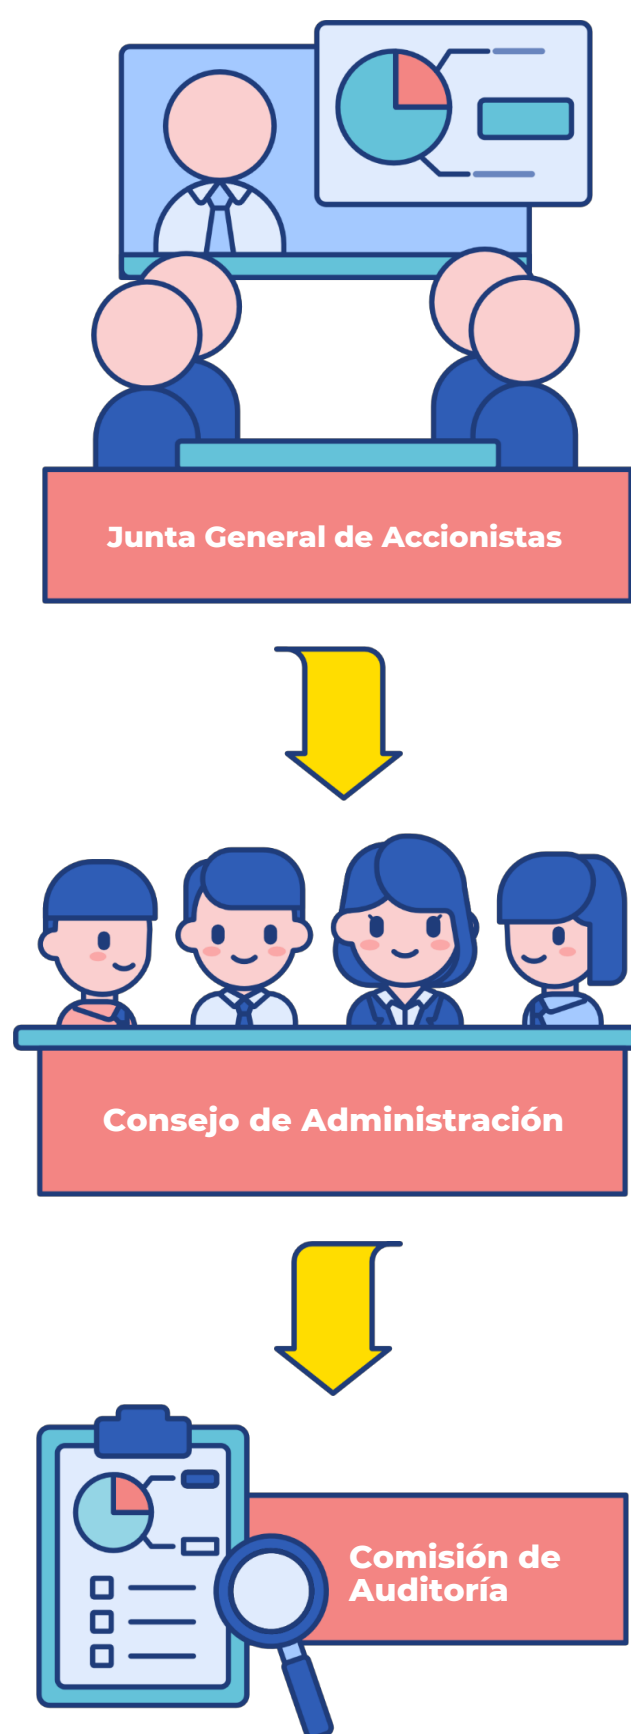 Junta General de Accionistas
Consejo de Administración
Comisión de
Auditoría